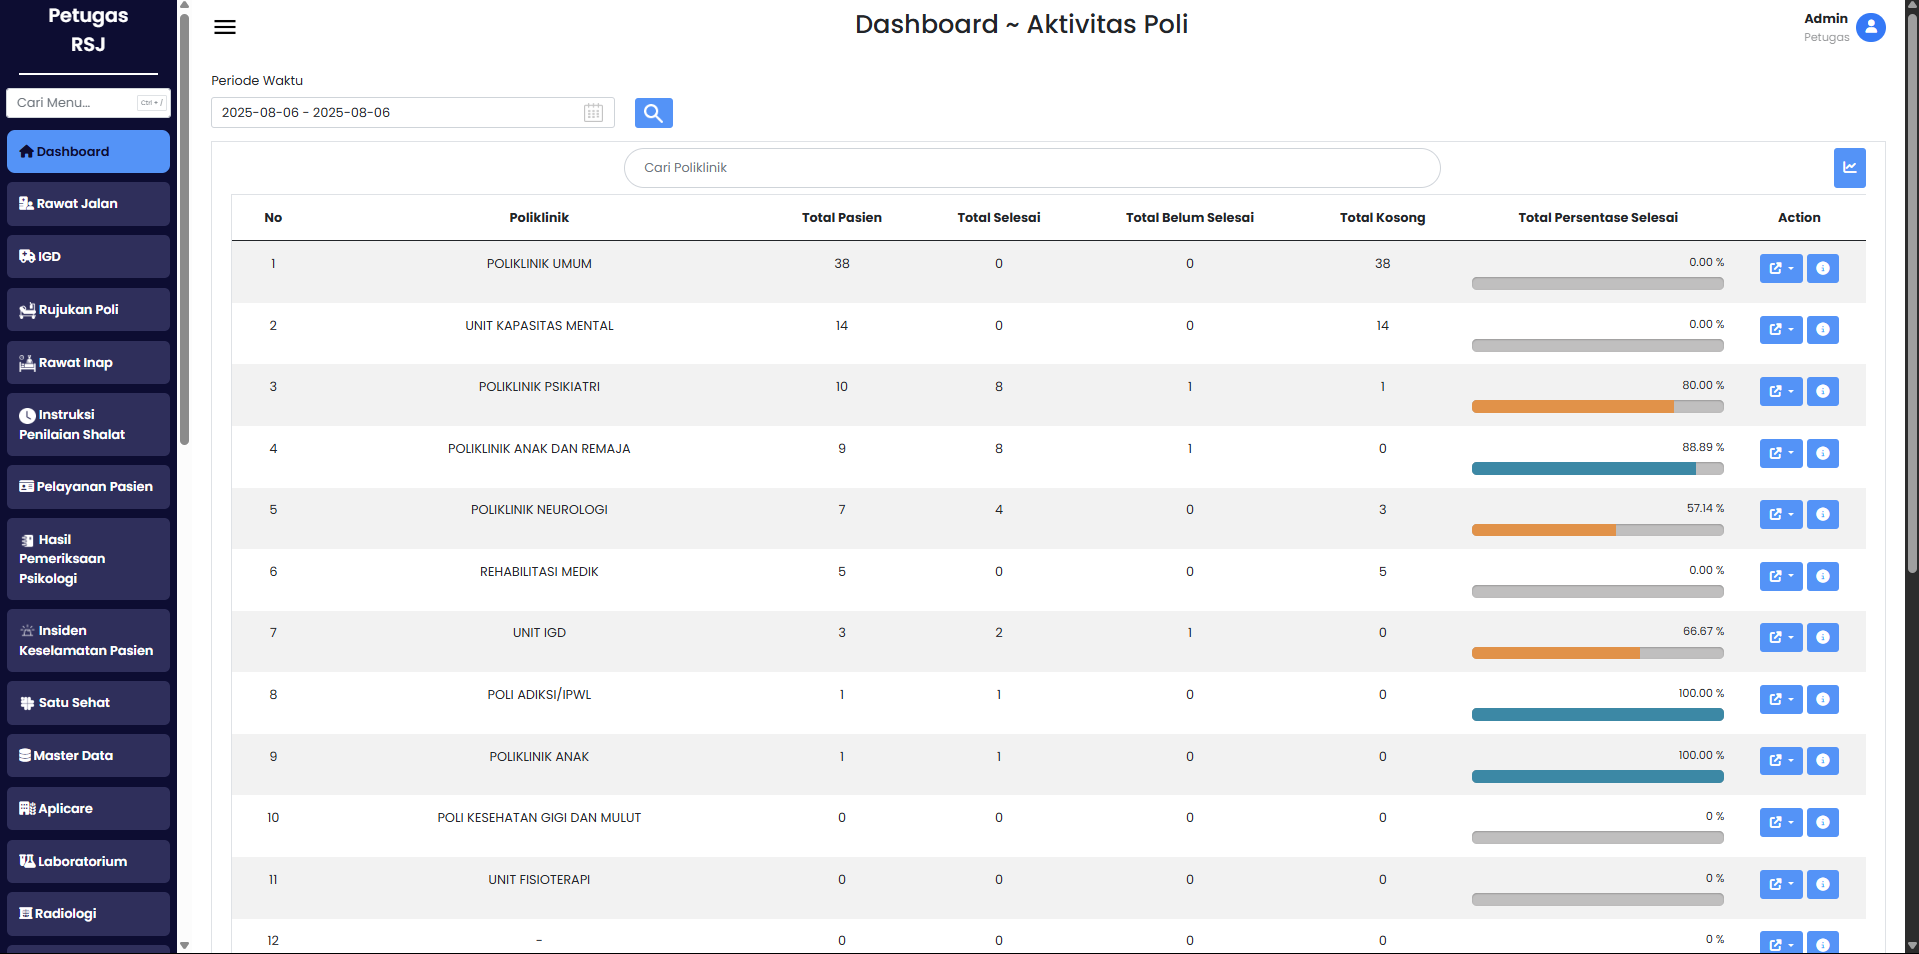 Petugas
RSJ
Cari Menu...
Ctrl + /
Dashboard
Rawat Jalan
IGD
Rujukan Poli
Rawat Inap
Instruksi
Penilaian Shalat
Pelayanan Pasien
Hasil
Pemeriksaan
Psikologi
Insiden
Keselamatan Pasien
Satu Sehat
Master Data
Aplicare
Laboratorium
Radiologi
Dashboard ~ Aktivitas Poli
Admin
Petugas
Periode Waktu
2025-08-06 - 2025-08-06
Cari Poliklinik
No Poliklinik Total Pasien Total Selesai Total Belum Selesai Total Kosong Total Persentase Selesai Action
1 POLIKLINIK UMUM 38 0 0 38 0.00 %
2 UNIT KAPASITAS MENTAL 14 0 0 14 0.00 %
3 POLIKLINIK PSIKIATRI 10 8 1 1 80.00 %
4 POLIKLINIK ANAK DAN REMAJA 9 8 1 0 88.89 %
5 POLIKLINIK NEUROLOGI 7 4 0 3 57.14 %
6 REHABILITASI MEDIK 5 0 0 5 0.00 %
7 UNIT IGD 3 2 1 0 66.67 %
8 POLI ADIKSI/IPWL 1 1 0 0 100.00 %
9 POLIKLINIK ANAK 1 1 0 0 100.00 %
10 POLI KESEHATAN GIGI DAN MULUT 0 0 0 0 0 %
11 UNIT FISIOTERAPI 0 0 0 0 0 %
12 - 0 0 0 0 0 %